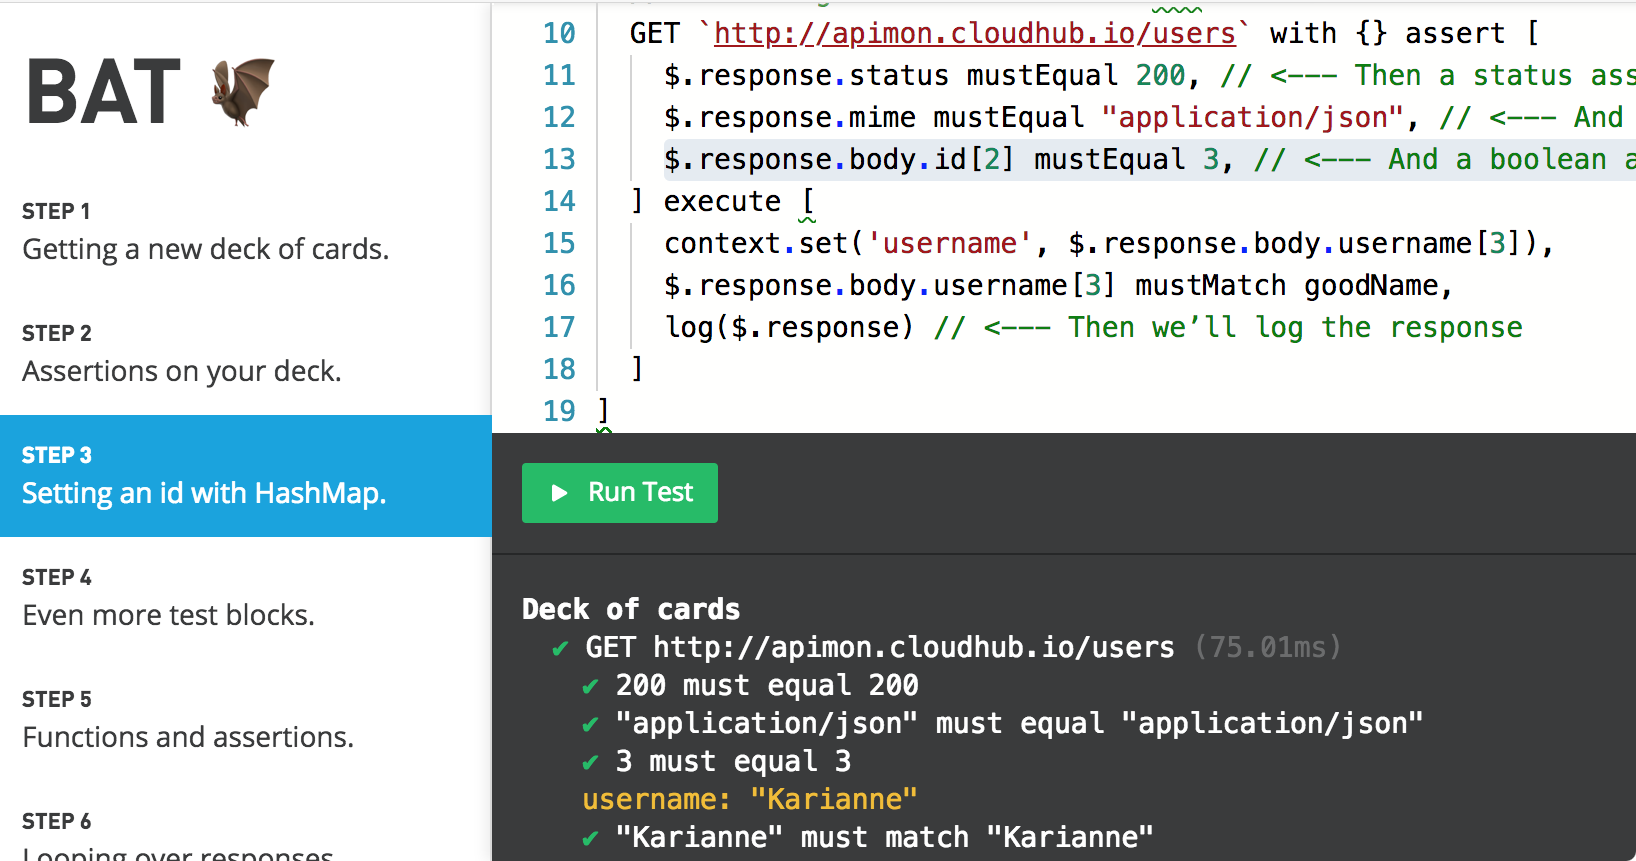 BAT
STEP 1
Getting a new deck of cards.
STEP 2
Assertions on your deck.
STEP 3
Setting an id with HashMap.
STEP 4
Even more test blocks.
STEP 5
Functions and assertions.
STEP 6
Looping over responses
10 GET `http://apimon.cloudhub.io/users` with {} assert [
11 $.response.status mustEqual 200, // <--- Then a status ass
12 $.response.mime mustEqual "application/json", // <--- And
13 $.response.body.id[2] mustEqual 3, // <--- And a boolean a
14 ] execute [
15 context.set('username', $.response.body.username[3]),
16 $.response.body.username[3] mustMatch goodName,
17 log($.response) // <--- Then we’ll log the response
18 ]
19 ]
Run Test
Deck of cards
✔ GET http://apimon.cloudhub.io/users (75.01ms)
✔ 200 must equal 200
✔ "application/json" must equal "application/json"
✔ 3 must equal 3
username: "Karianne"
✔ "Karianne" must match "Karianne"